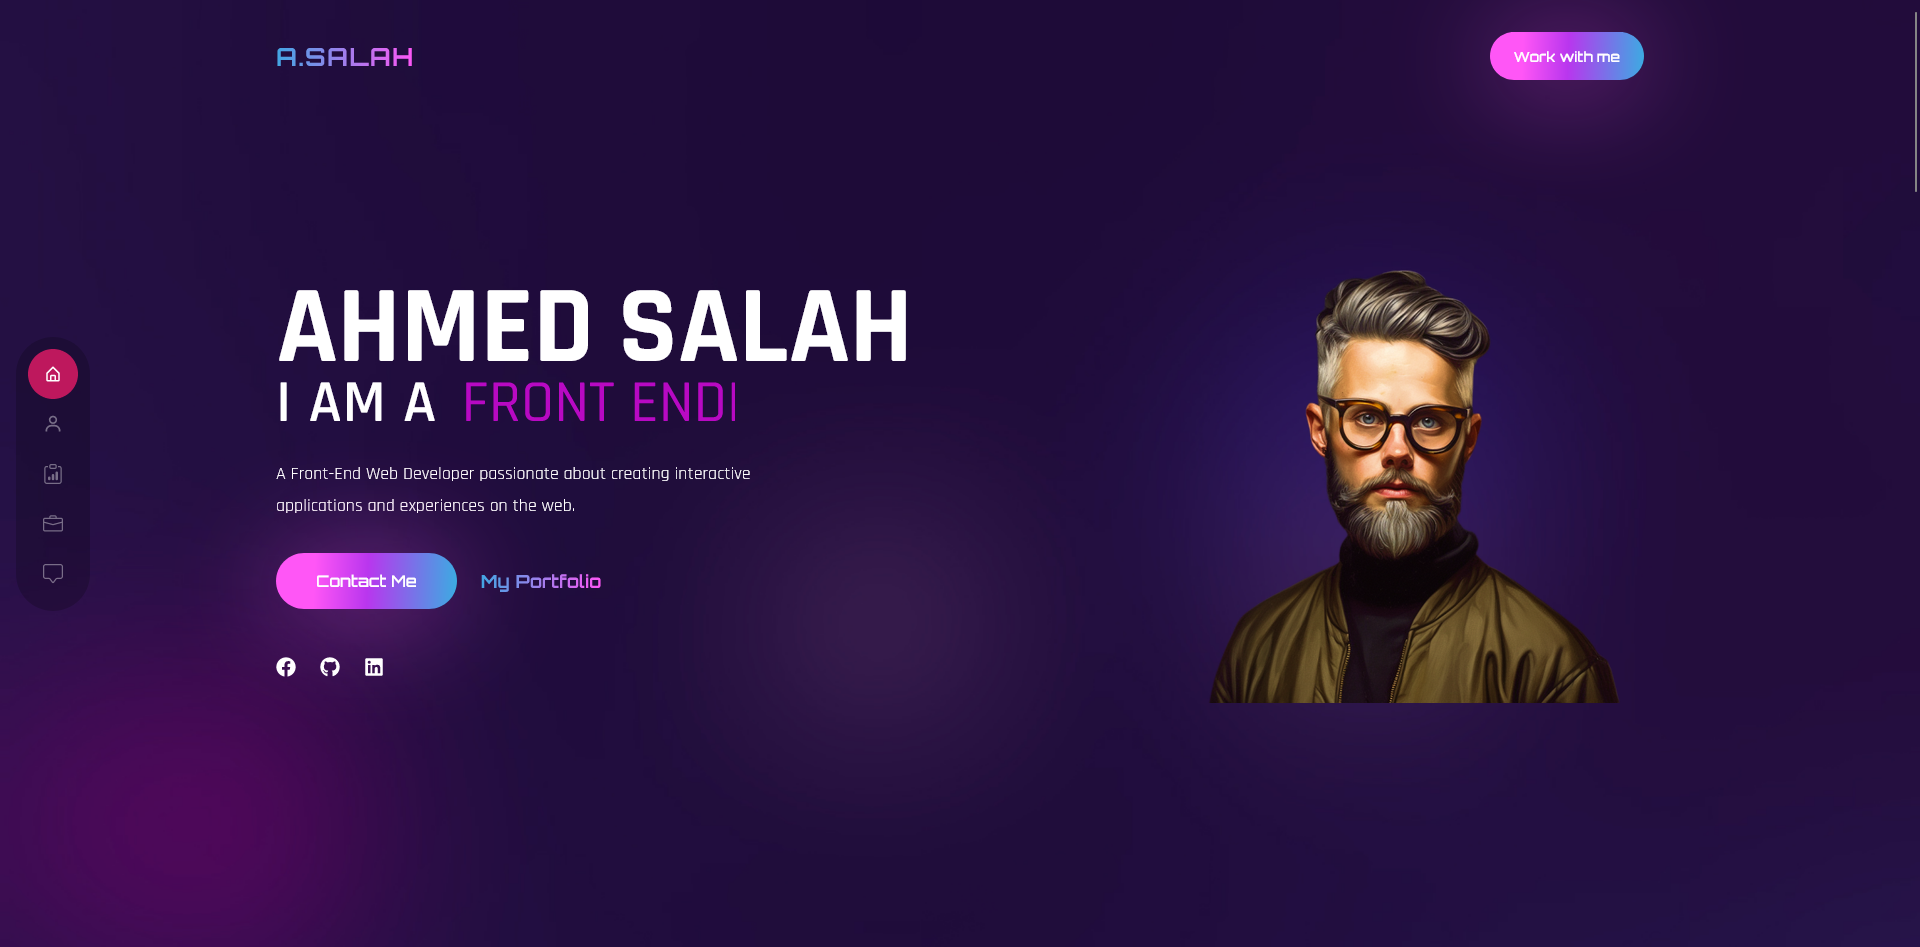 A.SALAH
Work with me
AHMED SALAH
I AM A FRONT END
A Front-End Web Developer passionate about creating interactive
applications and experiences on the web.
Contact Me
My Portfolio